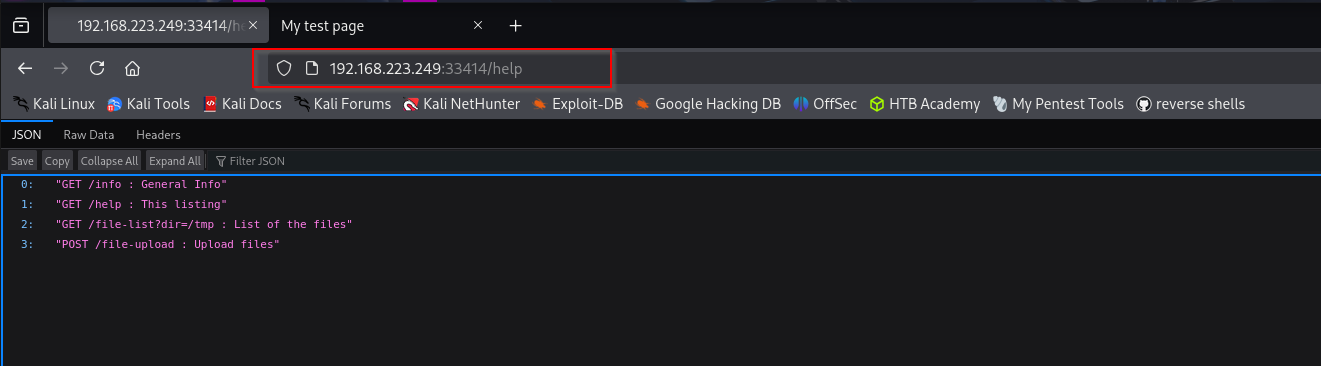 192.168.223.249:33414/he
My test page
192.168.223.249:33414/help
Kali Linux Kali Tools Kali Docs Kali Forums Kali NetHunter Exploit-DB Google Hacking DB OffSec HTB Academy My Pentest Tools reverse shells
JSON Raw Data Headers
Save Copy Collapse All Expand All Filter JSON
0: "GET /info : General Info"
1: "GET /help : This listing"
2: "GET /file-list?dir=/tmp : List of the files"
3: "POST /file-upload : Upload files"